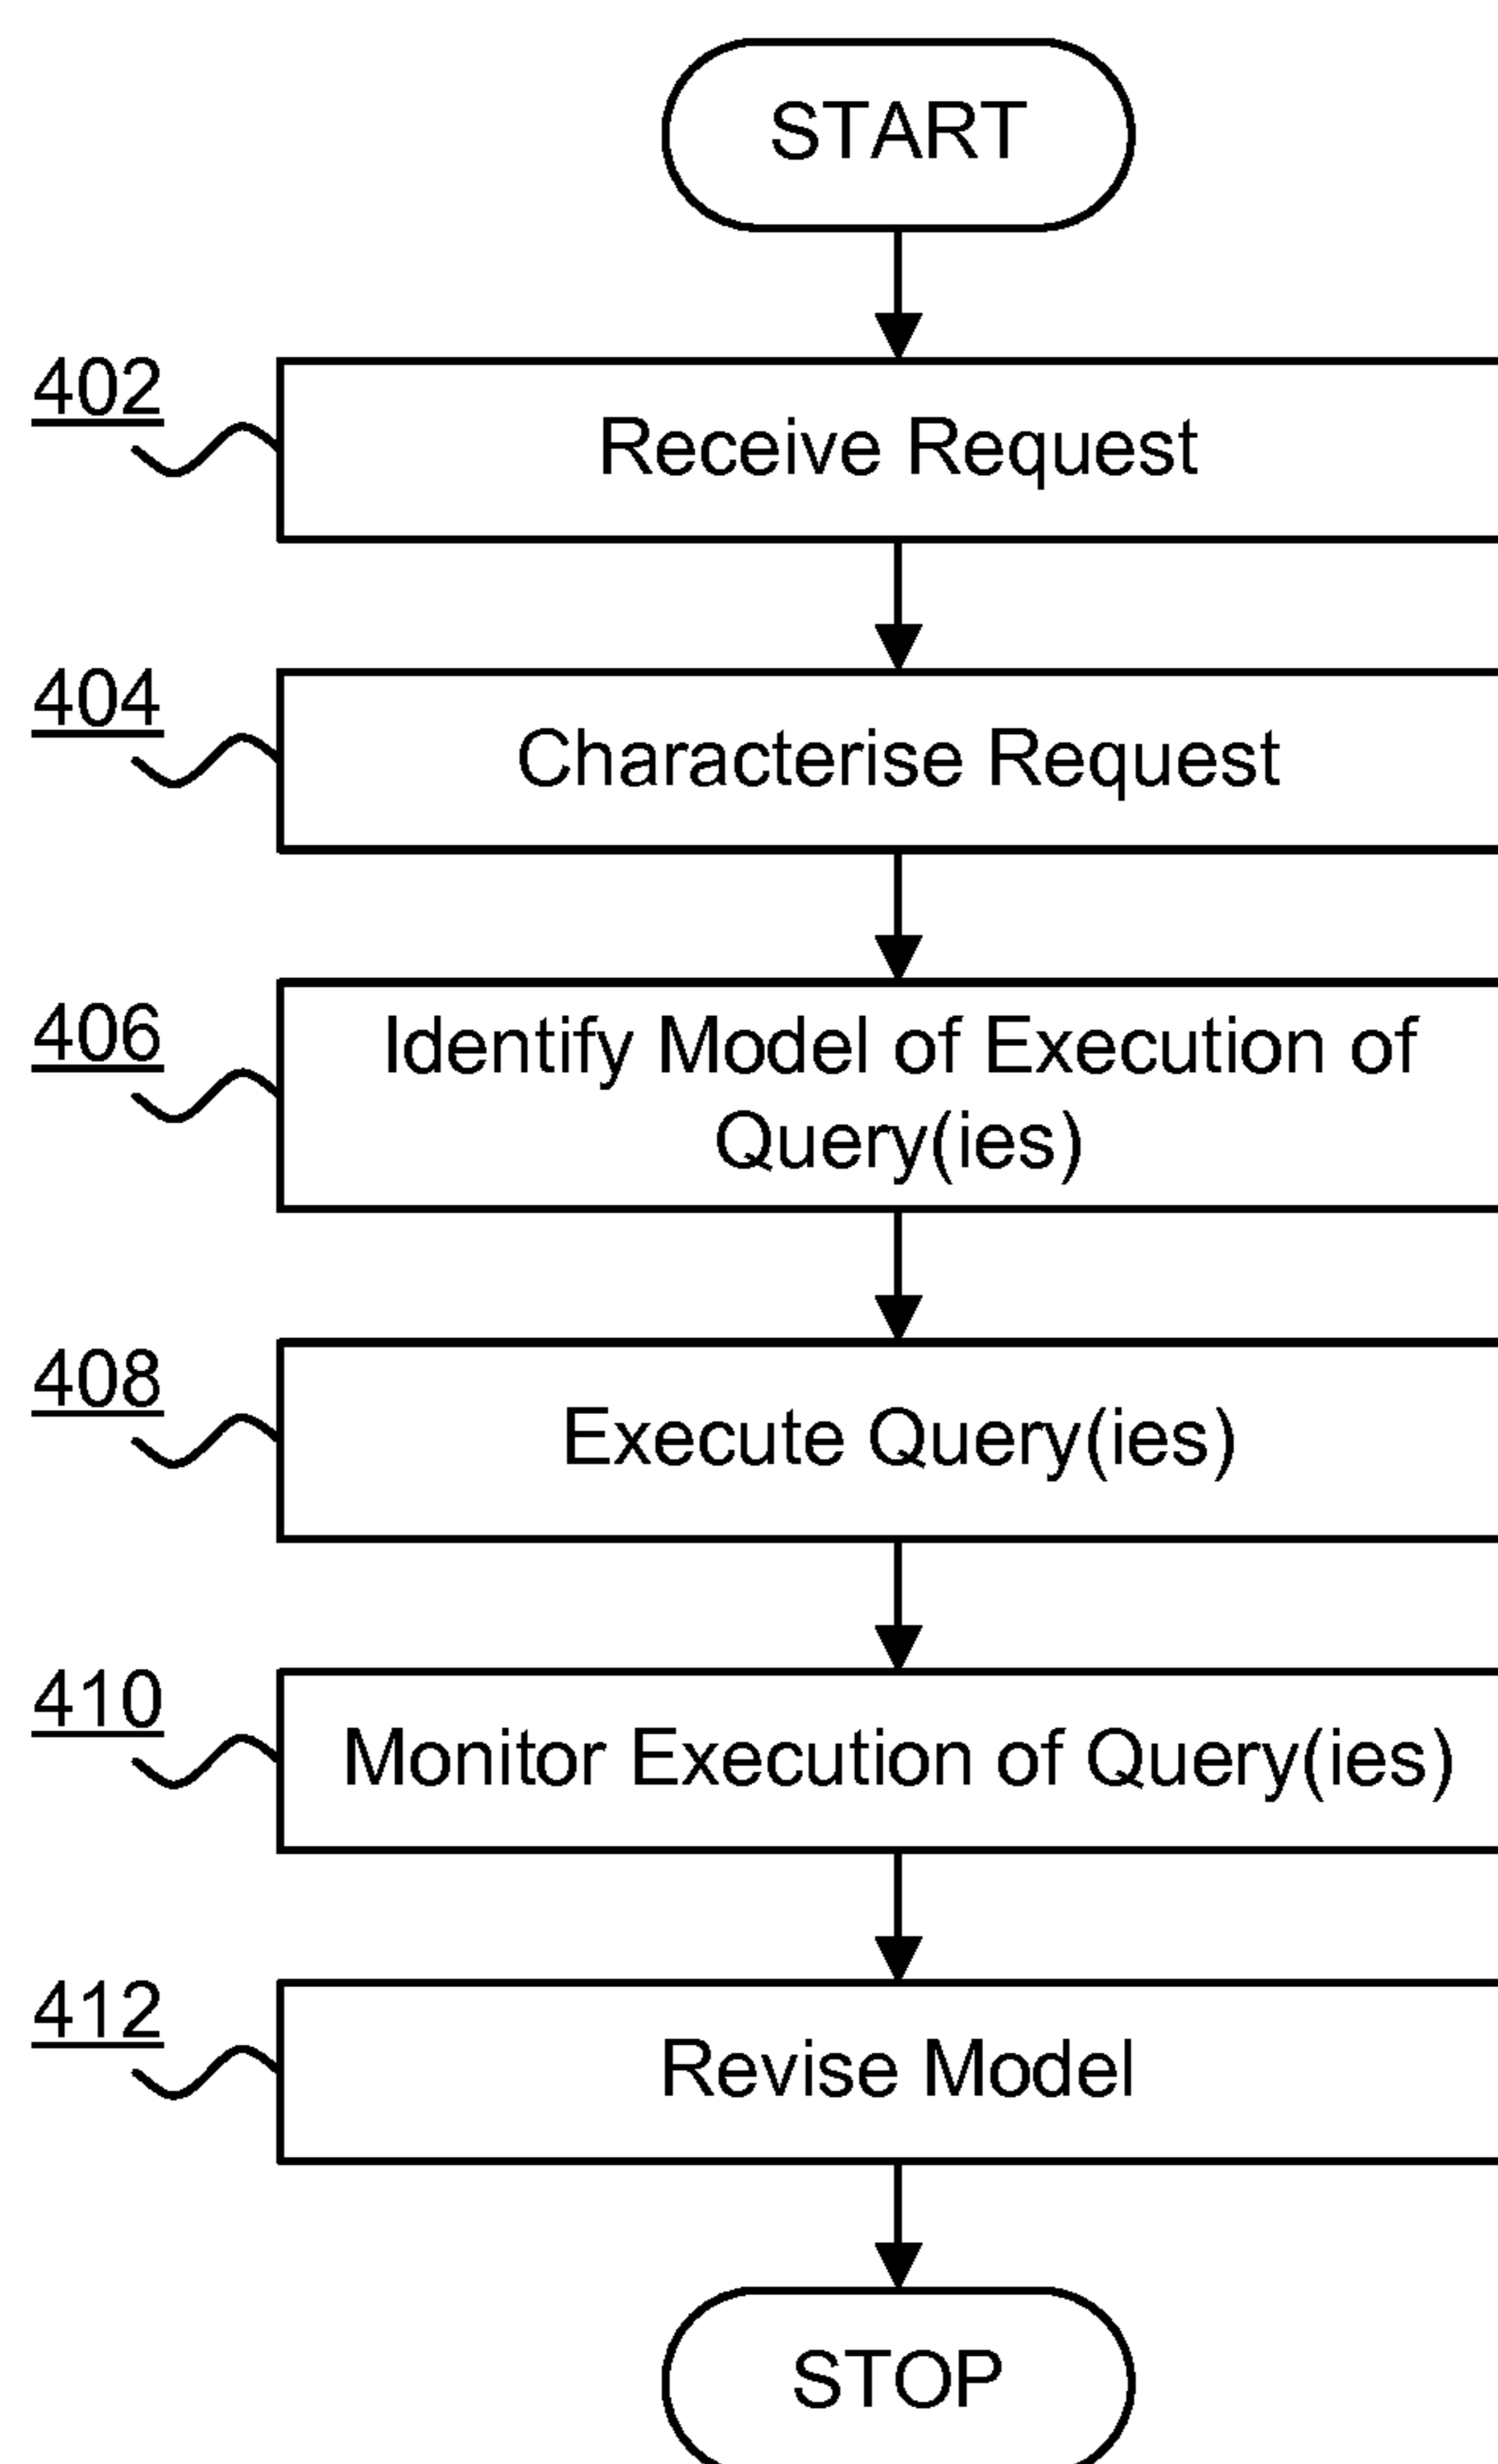 START
402
Receive Request
404
Characterise Request
406
Identify Model of Execution of
Query(ies)
408
Execute Query(ies)
410
Monitor Execution of Query(ies)
412
Revise Model
STOP